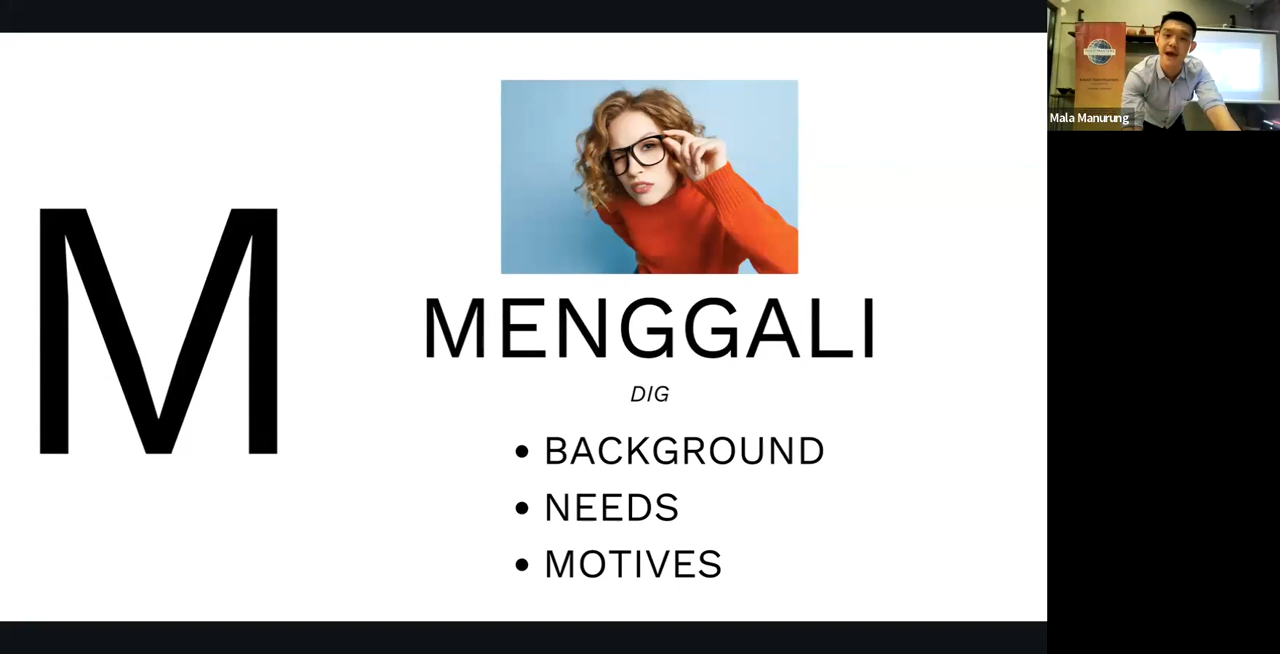 M
MENGGALI
DIG
• BACKGROUND
• NEEDS
• MOTIVES
Mala Manurung